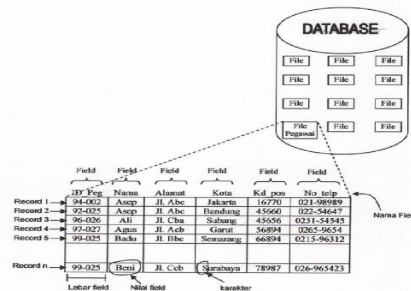 DATABASE
File File File
File File File
File File File
File Pegawai File File
Field Field Field Field Field Field
ID Peg Nama Alamat Kota Kd_pos No_telp
Record 1 94-002 Asep Jl. Abc Jakarta 16770 021-98989
Record 2 92-025 Asep Jl. Abc Bandung 45660 022-54647
Record 3 96-026 Ali Jl. Cba Subang 45656 0251-54545
Record 4 97-027 Agus Jl. Acb Garut 56894 0265-9654
Record 5 99-025 Badu Jl. Bbc Semarang 66894 0215-96312
Record n 99-025 Beni Jl. Ccb Surabaya 78987 026-965423
Nama Fie
Lebar field Nilai field karakter